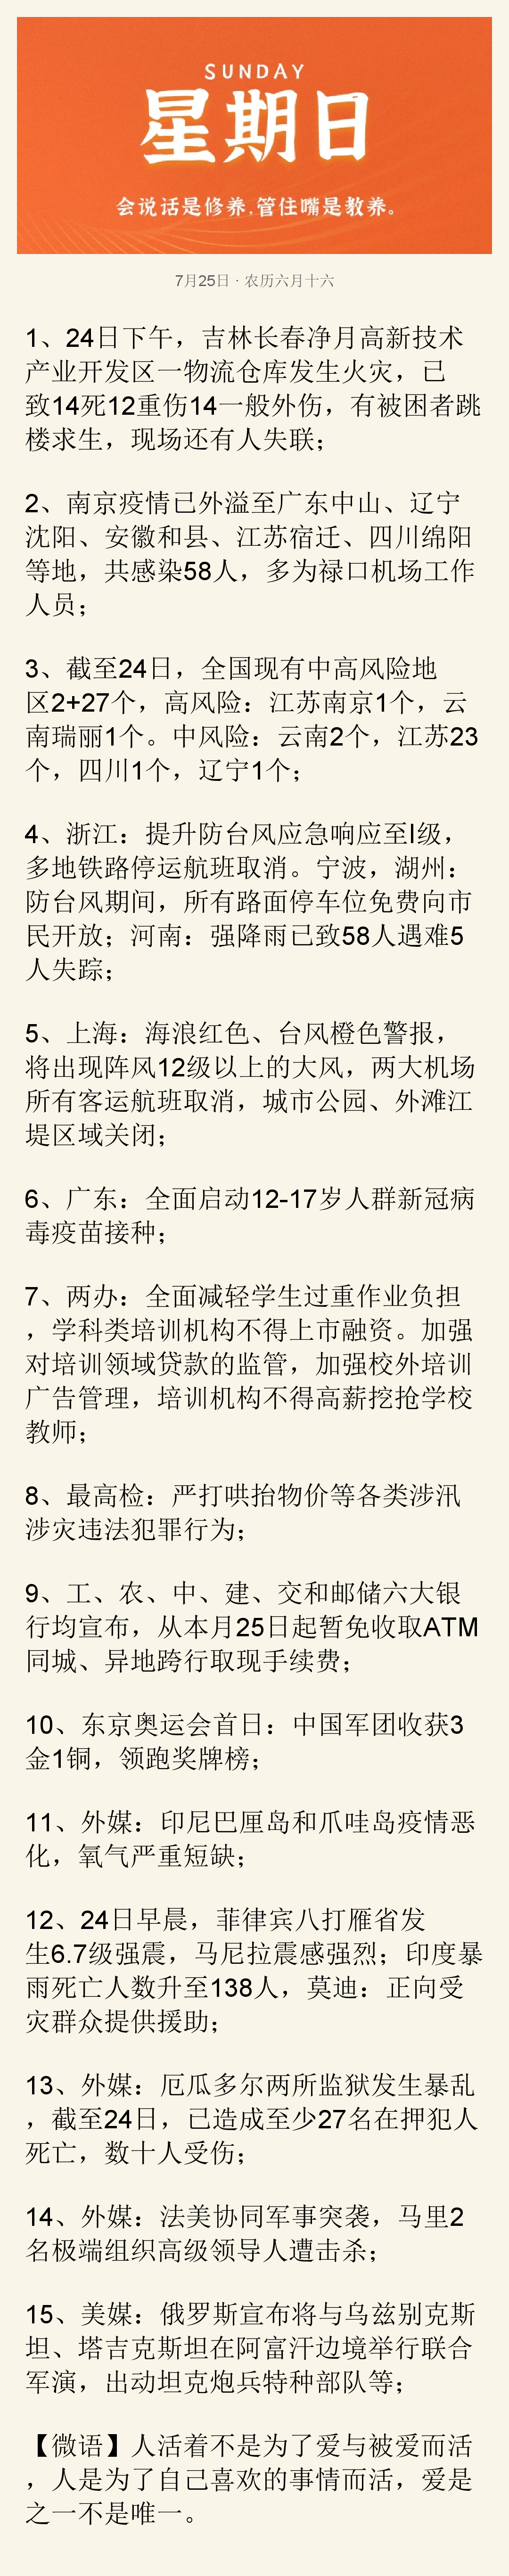 SUNDAY
星期日
会说话是修养,管住嘴是教养。
7月25日 · 农历六月十六
1、24日下午，吉林长春净月高新技术
产业开发区一物流仓库发生火灾，已
致14死12重伤14一般外伤，有被困者跳
楼求生，现场还有人失联；
2、南京疫情已外溢至广东中山、辽宁
沈阳、安徽和县、江苏宿迁、四川绵阳
等地，共感染58人，多为禄口机场工作
人员；
3、截至24日，全国现有中高风险地
区2+27个，高风险：江苏南京1个，云
南瑞丽1个。中风险：云南2个，江苏23
个，四川1个，辽宁1个；
4、浙江：提升防台风应急响应至I级，
多地铁路停运航班取消。宁波，湖州：
防台风期间，所有路面停车位免费向市
民开放；河南：强降雨已致58人遇难5
人失踪；
5、上海：海浪红色、台风橙色警报，
将出现阵风12级以上的大风，两大机场
所有客运航班取消，城市公园、外滩江
堤区域关闭；
6、广东：全面启动12-17岁人群新冠病
毒疫苗接种；
7、两办：全面减轻学生过重作业负担
，学科类培训机构不得上市融资。加强
对培训领域贷款的监管，加强校外培训
广告管理，培训机构不得高薪挖抢学校
教师；
8、最高检：严打哄抬物价等各类涉汛
涉灾违法犯罪行为；
9、工、农、中、建、交和邮储六大银
行均宣布，从本月25日起暂免收取ATM
同城、异地跨行取现手续费；
10、东京奥运会首日：中国军团收获3
金1铜，领跑奖牌榜；
11、外媒：印尼巴厘岛和爪哇岛疫情恶
化，氧气严重短缺；
12、24日早晨，菲律宾八打雁省发
生6.7级强震，马尼拉震感强烈；印度暴
雨死亡人数升至138人，莫迪：正向受
灾群众提供援助；
13、外媒：厄瓜多尔两所监狱发生暴乱
，截至24日，已造成至少27名在押犯人
死亡，数十人受伤；
14、外媒：法美协同军事突袭，马里2
名极端组织高级领导人遭击杀；
15、美媒：俄罗斯宣布将与乌兹别克斯
坦、塔吉克斯坦在阿富汗边境举行联合
军演，出动坦克炮兵特种部队等；
【微语】人活着不是为了爱与被爱而活
，人是为了自己喜欢的事情而活，爱是
之一不是唯一。